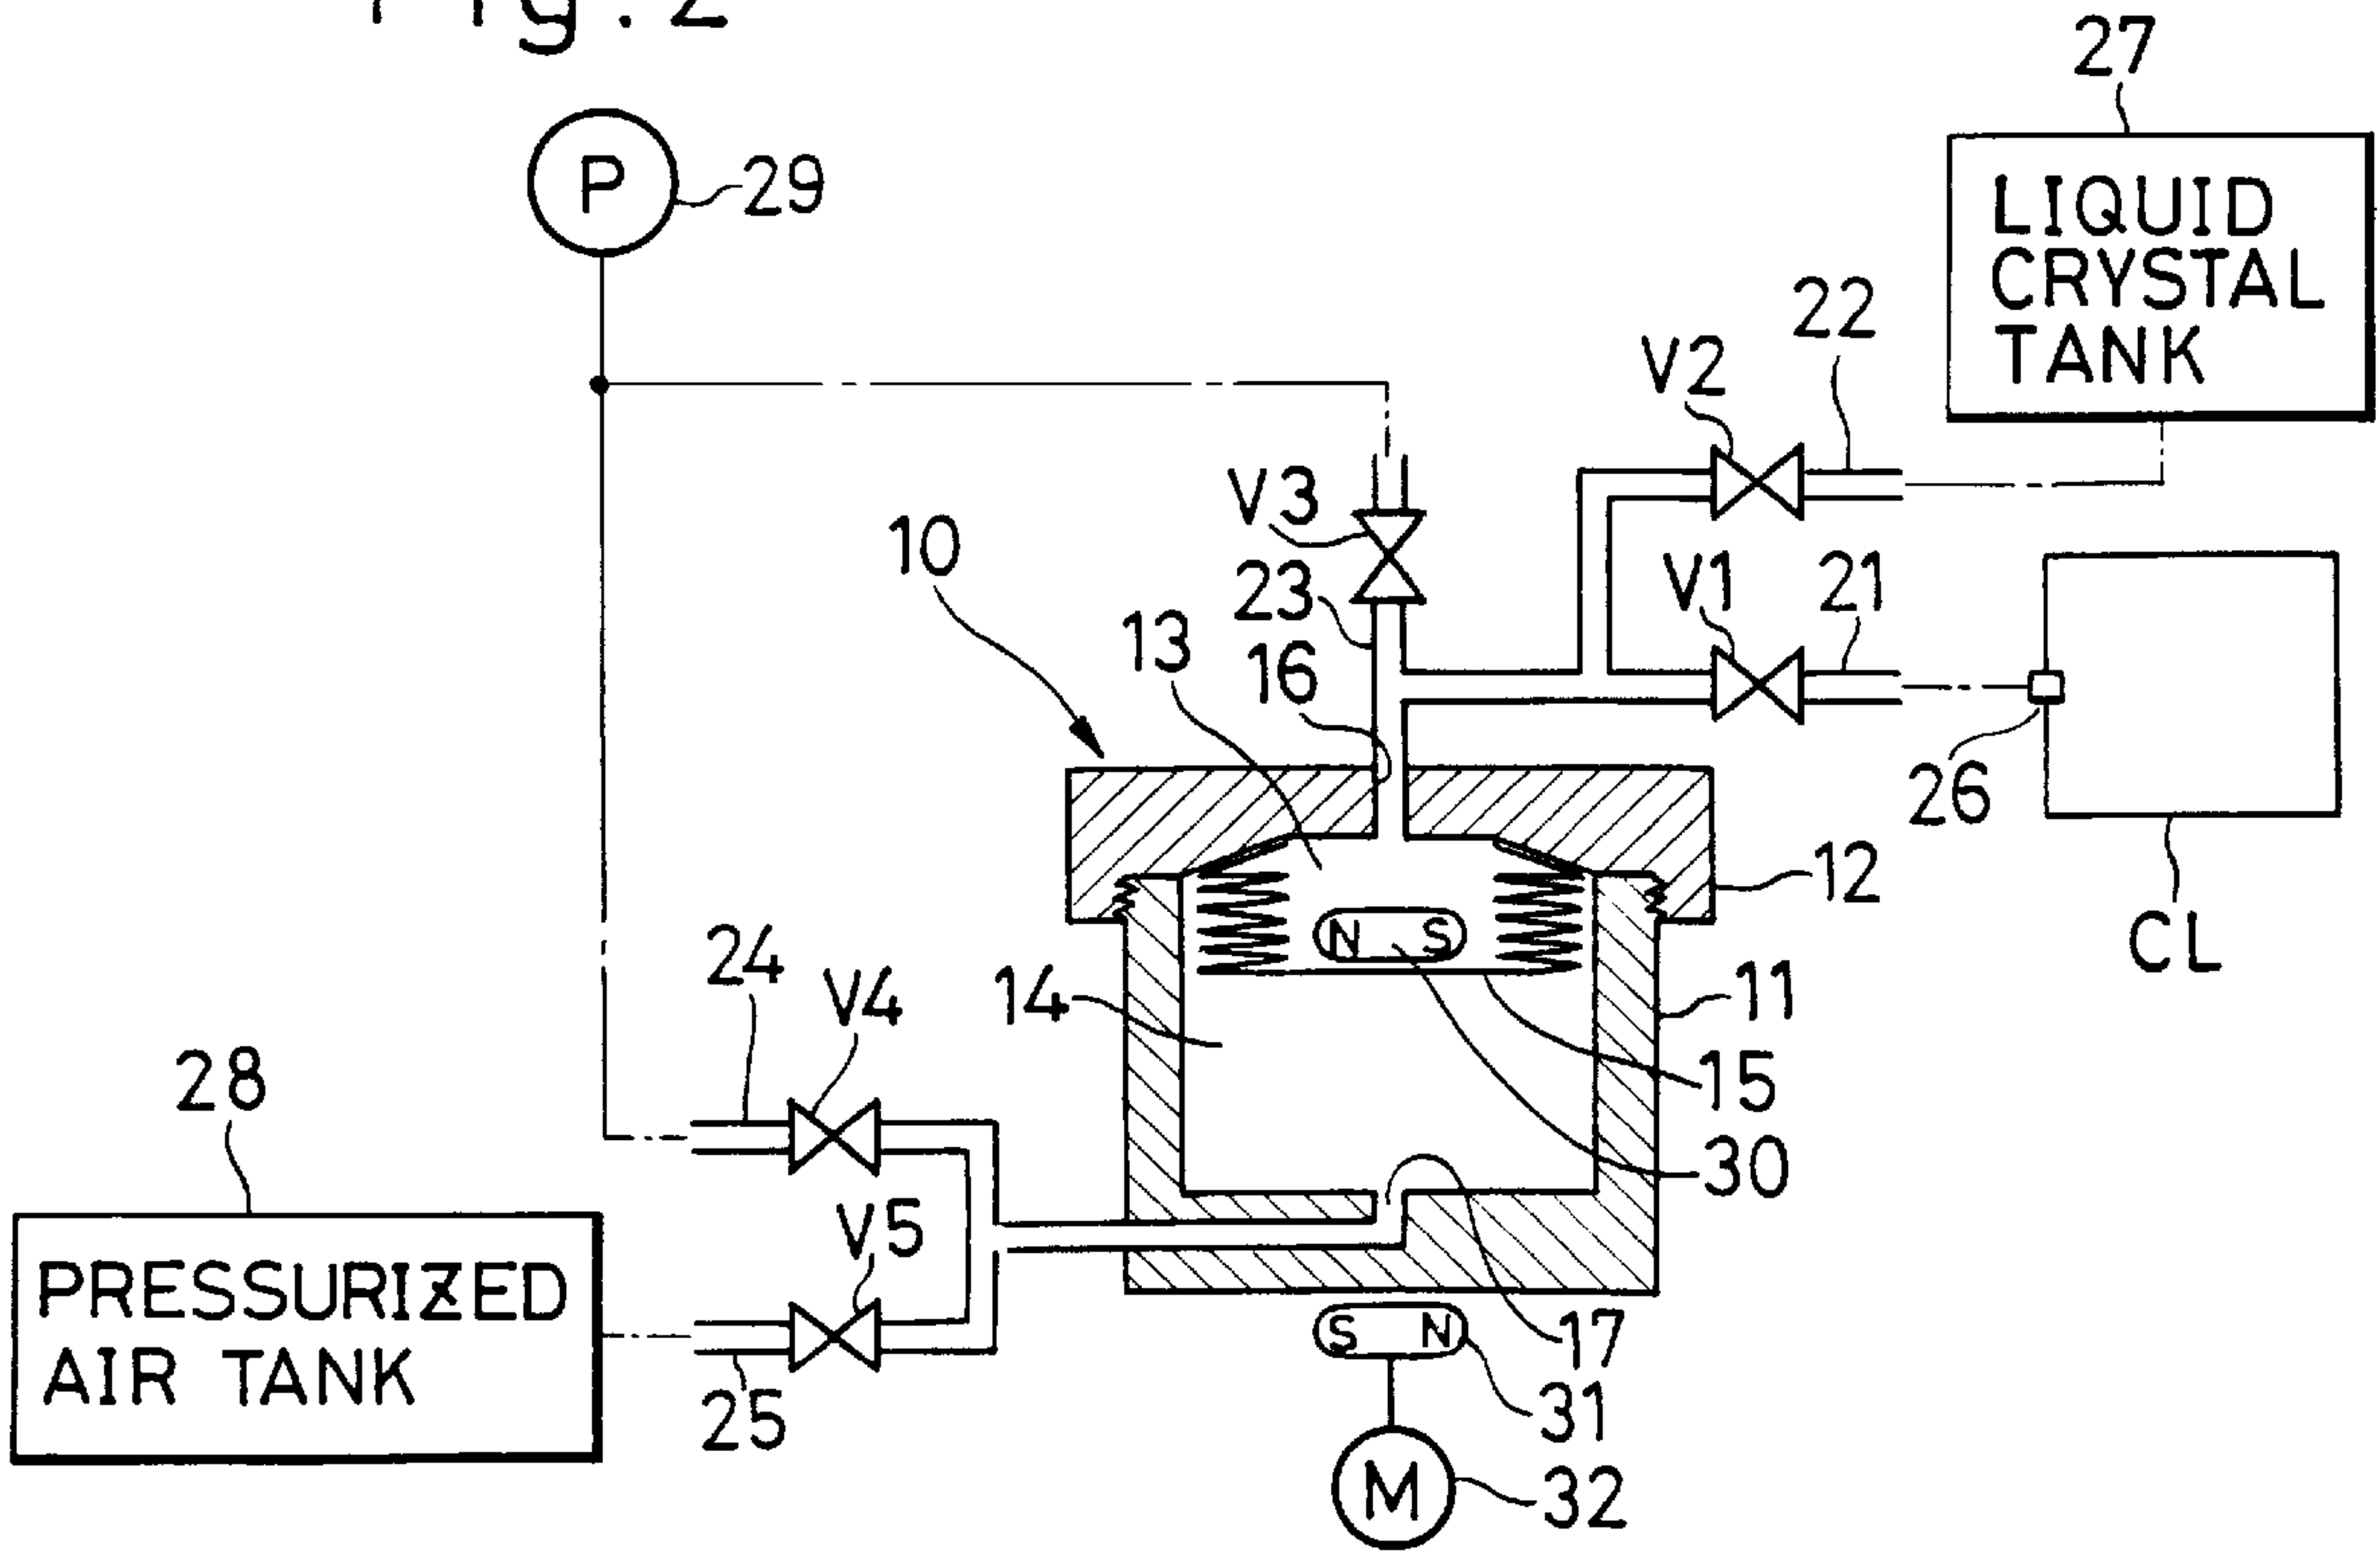 Fig. 2
27
P
29
LIQUID
CRYSTAL
TANK
22
V2
V3
10
23
V1
21
13
16
26
12
24
V4
14
N S
11
CL
15
28
30
V5
PRESSURIZED
AIR TANK
S N
17
25
31
M
32